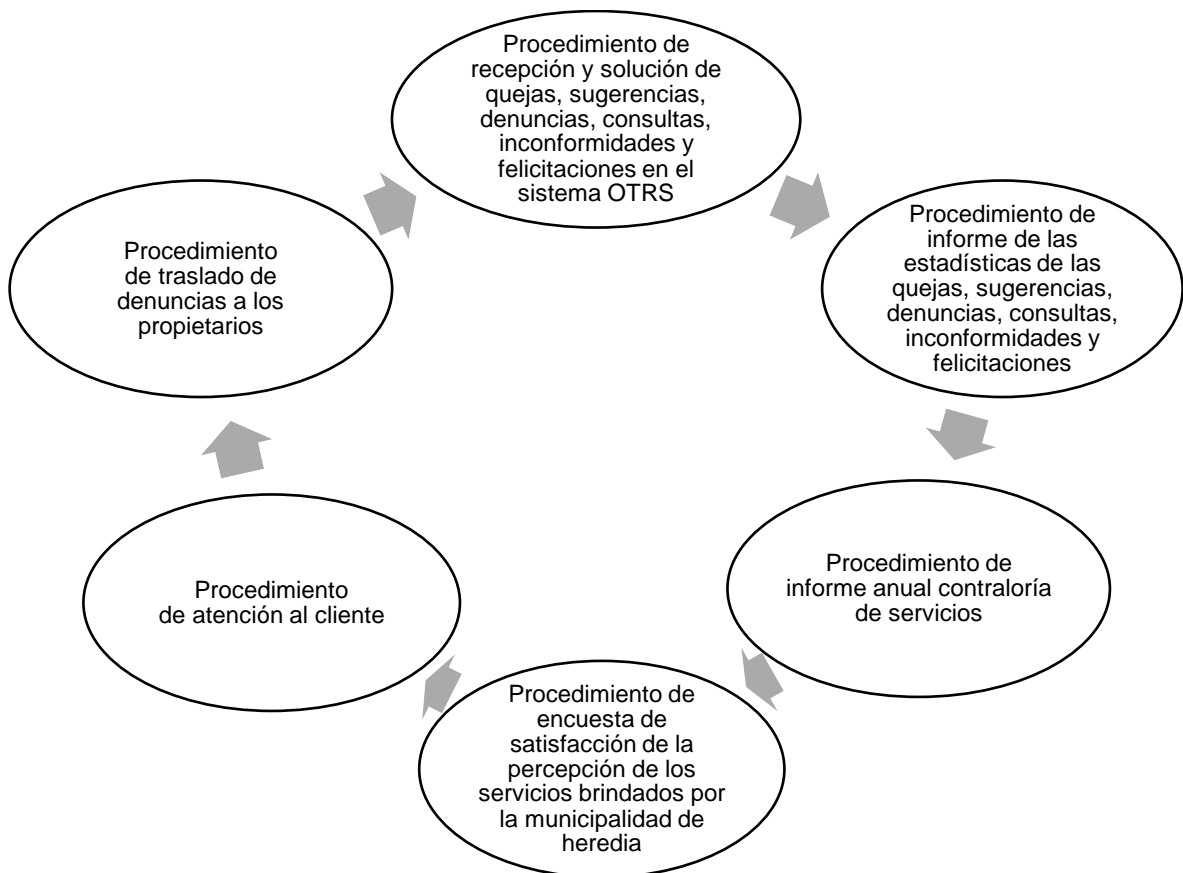 Procedimiento de
recepción y solución de
quejas, sugerencias,
denuncias, consultas,
inconformidades y
felicitaciones en el
sistema OTRS
Procedimiento de
informe de las
estadísticas de las
quejas, sugerencias,
denuncias, consultas,
inconformidades y
felicitaciones
Procedimiento de
informe anual contraloría
de servicios
Procedimiento de
encuesta de
satisfacción de la
percepción de los
servicios brindados por
la municipalidad de
heredia
Procedimiento
de atención al cliente
Procedimiento
de traslado de
denuncias a los
propietarios